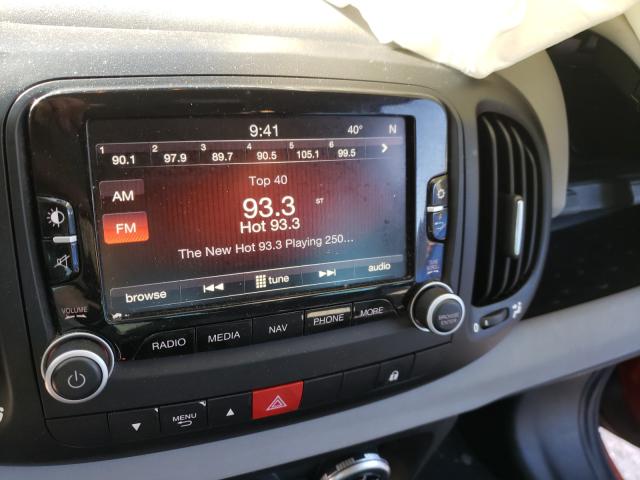 9:41 40° N
1 2 3 4 5 6
90.1 97.9 89.7 90.5 105.1 99.5 >
AM Top 40
93.3 ST
FM Hot 93.3
The New Hot 93.3 Playing 250...
browse tune audio
VOLUME
RADIO MEDIA NAV PHONE MORE
BROWSE
ENTER
MENU
0